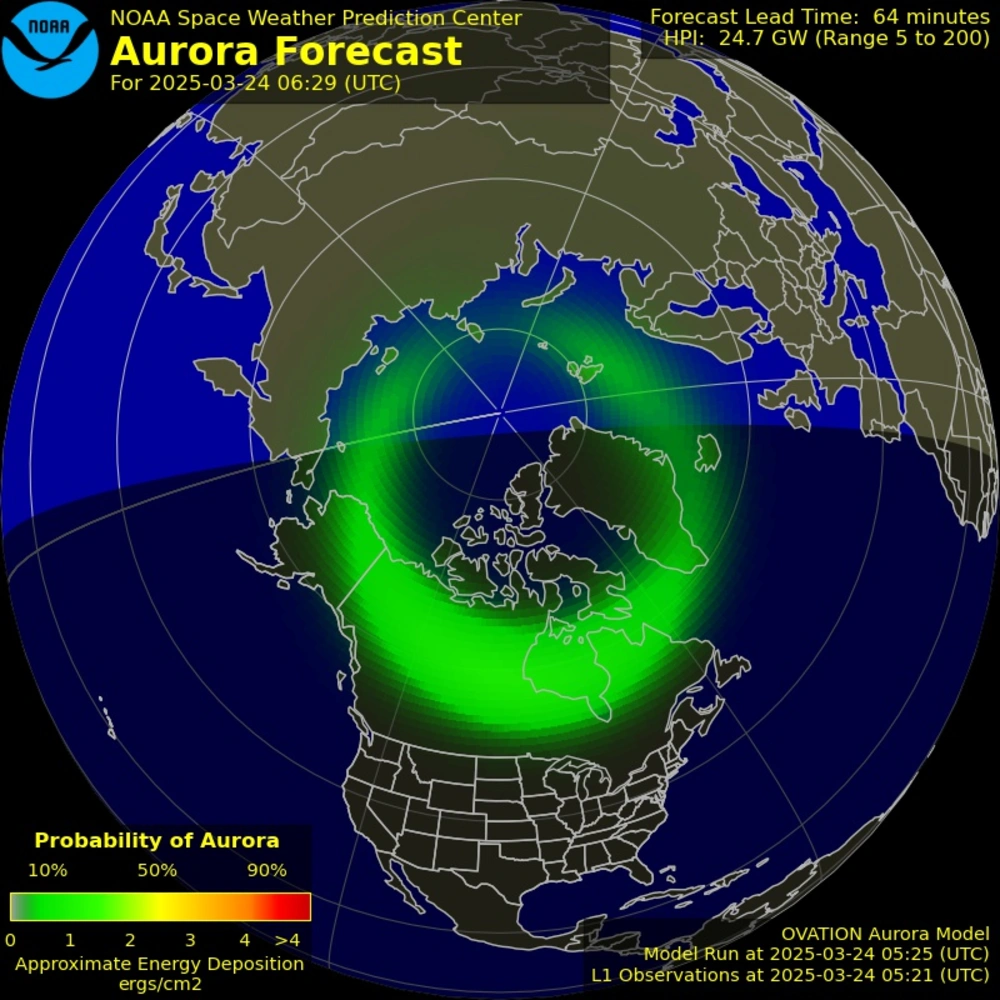 NOAA
NOAA Space Weather Prediction Center
Aurora Forecast
For 2025-03-24 06:29 (UTC)
Forecast Lead Time: 64 minutes
HPI: 24.7 GW (Range 5 to 200)
Probability of Aurora
10% 50% 90%
0 1 2 3 4 >4
Approximate Energy Deposition
ergs/cm2
OVATION Aurora Model
Model Run at 2025-03-24 05:25 (UTC)
L1 Observations at 2025-03-24 05:21 (UTC)